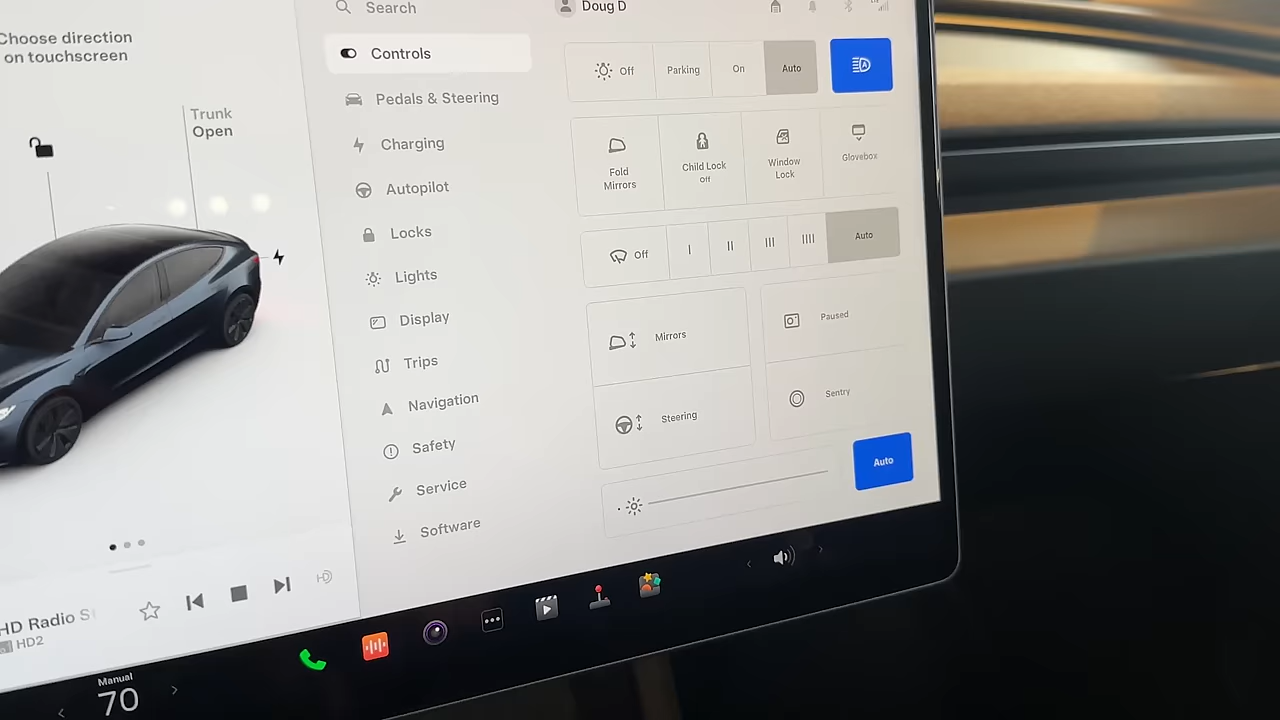 Choose direction
on touchscreen
Trunk
Open
HD Radio
HD2
Manual
70
Search
Controls
Pedals & Steering
Charging
Autopilot
Locks
Lights
Display
Trips
Navigation
Safety
Service
Software
Doug D
Off
Parking
On
Auto
Fold
Mirrors
Child Lock
Off
Window
Lock
Glovebox
Off
I
II
III
IIII
Auto
Mirrors
Paused
Steering
Sentry
Auto